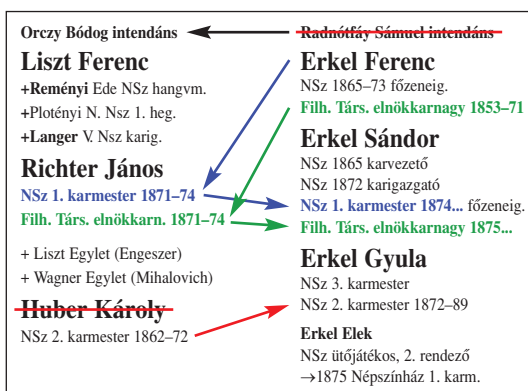 Orczy Bódog intendáns
Liszt Ferenc
+Reményi Ede NSz hangvm.
+Plotényi N. Nsz 1. heg.
+Langer V. Nsz karig.
Richter János
NSz 1. karmester 1871–74
Filh. Társ. elnökkarn. 1871–74
+ Liszt Egylet (Engeszer)
+ Wagner Egylet (Mihalovich)
Huber Károly
NSz 2. karmester 1862–72
Radnótfáy Sámuel intendáns
Erkel Ferenc
NSz 1865–73 főzeneig.
Filh. Társ. elnökkarnagy 1853–71
Erkel Sándor
NSz 1865 karvezető
NSz 1872 karigazgató
NSz 1. karmester 1874... főzeneig.
Filh. Társ. elnökkarnagy 1875...
Erkel Gyula
NSz 3. karmester
NSz 2. karmester 1872–89
Erkel Elek
NSz ütőjátékos, 2. rendező
→1875 Népszínház 1. karm.